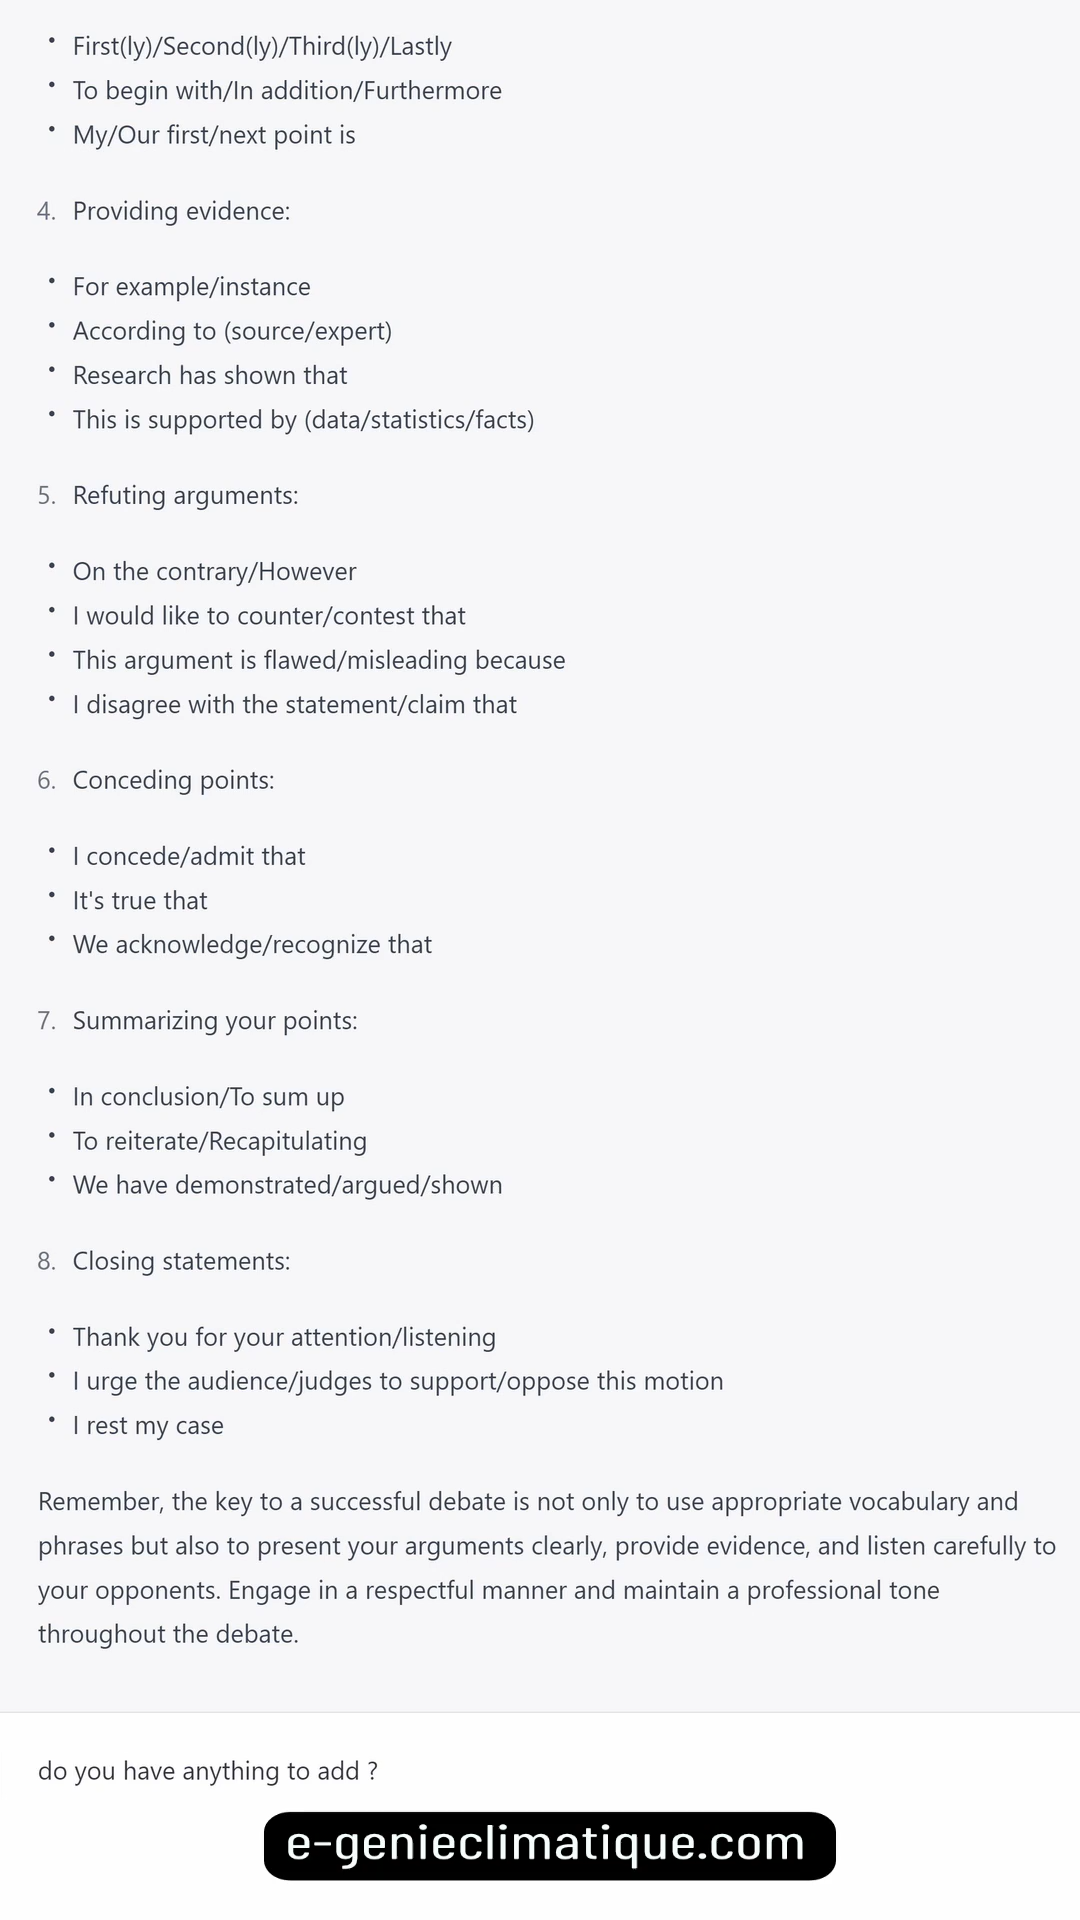 • First(ly)/Second(ly)/Third(ly)/Lastly
• To begin with/In addition/Furthermore
• My/Our first/next point is
4. Providing evidence:
• For example/instance
• According to (source/expert)
• Research has shown that
• This is supported by (data/statistics/facts)
5. Refuting arguments:
• On the contrary/However
• I would like to counter/contest that
• This argument is flawed/misleading because
• I disagree with the statement/claim that
6. Conceding points:
• I concede/admit that
• It's true that
• We acknowledge/recognize that
7. Summarizing your points:
• In conclusion/To sum up
• To reiterate/Recapitulating
• We have demonstrated/argued/shown
8. Closing statements:
• Thank you for your attention/listening
• I urge the audience/judges to support/oppose this motion
• I rest my case
Remember, the key to a successful debate is not only to use appropriate vocabulary and
phrases but also to present your arguments clearly, provide evidence, and listen carefully to
your opponents. Engage in a respectful manner and maintain a professional tone
throughout the debate.
do you have anything to add ?
e-genieclimatique.com